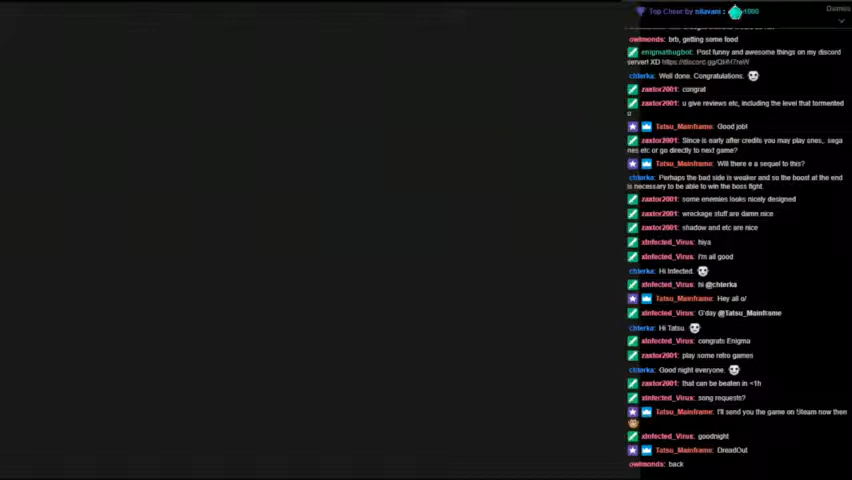 Top Cheer by nilavani : 1000
Dismiss
owlmonds: brb, getting some food
enigmathugbot: Post funny and awesome things on my discord
server! XD
chterka: Well done. Congratulations.
zaxtor2001: congrat
zaxtor2001: u give reviews etc, including the level that tormented
u
Tatsu_Mainframe: Good job!
zaxtor2001: Since is early after credits you may play ones,. sega
nes etc or go directly to next game?
Tatsu_Mainframe: Will there e a sequel to this?
chterka: Perhaps the bad side is weaker and so the boost at the end
is necessary to be able to win the boss fight.
zaxtor2001: some enemies looks nicely designed
zaxtor2001: wreckage stuff are damn nice
zaxtor2001: shadow and etc are nice
xInfected_Virus: hiya
xInfected_Virus: i'm all good
chterka: Hi Infected.
xInfected_Virus: hi @chterka
Tatsu_Mainframe: Hey all o/
xInfected_Virus: G'day @Tatsu_Mainframe
chterka: Hi Tatsu.
xInfected_Virus: congrats Enigma
zaxtor2001: play some retro games
chterka: Good night everyone.
zaxtor2001: that can be beaten in <1h
xInfected_Virus: song requests?
Tatsu_Mainframe: I'll send you the game on Steam now then
xInfected_Virus: goodnight
Tatsu_Mainframe: DreadOut
owlmonds: back